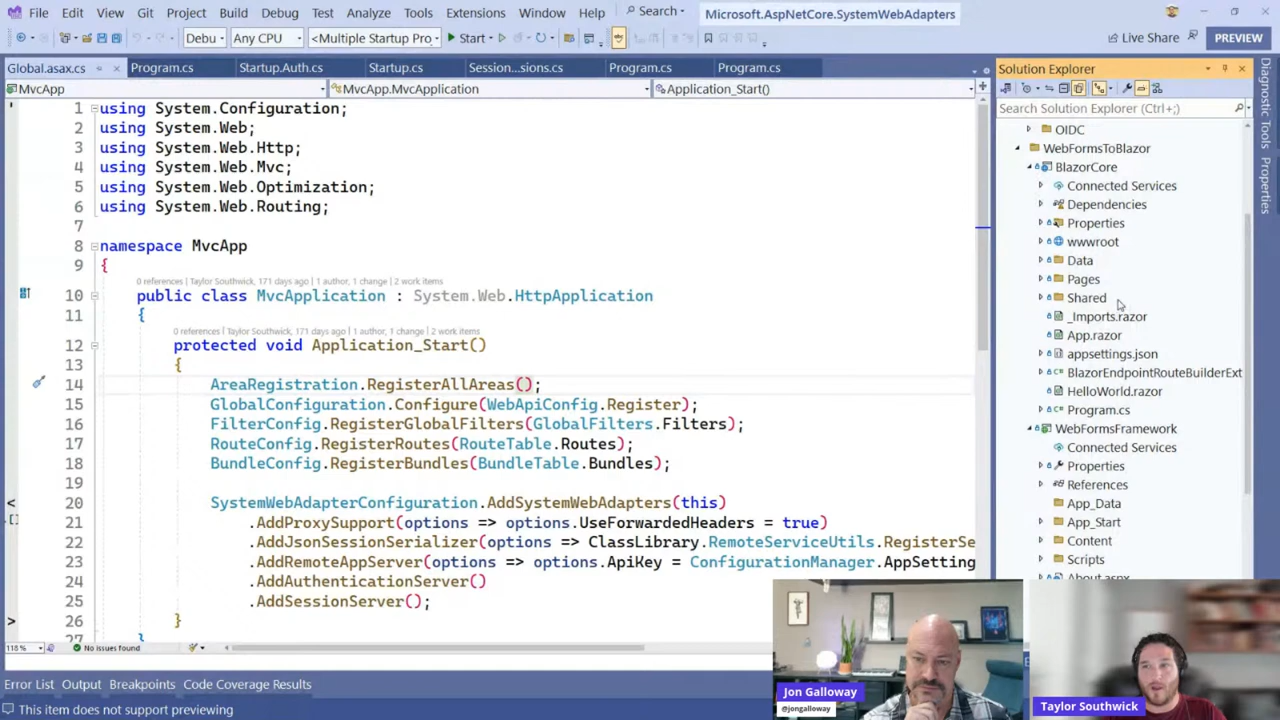 File Edit View Git Project Build Debug Test Analyze Tools Extensions Window Help Search Microsoft.AspNetCore.SystemWebAdapters
Debu Any CPU <Multiple Startup Pro Start Live Share PREVIEW
Global.asax.cs Program.cs Startup.Auth.cs Startup.cs Session...sions.cs Program.cs Program.cs
MvcApp MvcApp.MvcApplication Application_Start()
1 using System.Configuration;
2 using System.Web;
3 using System.Web.Http;
4 using System.Web.Mvc;
5 using System.Web.Optimization;
6 using System.Web.Routing;
7
8 namespace MvcApp
9 {
0 references | Taylor Southwick, 171 days ago | 1 author, 1 change | 2 work items
10 public class MvcApplication : System.Web.HttpApplication
11 {
0 references | Taylor Southwick, 171 days ago | 1 author, 1 change | 2 work items
12 protected void Application_Start()
13 {
14 AreaRegistration.RegisterAllAreas();
15 GlobalConfiguration.Configure(WebApiConfig.Register);
16 FilterConfig.RegisterGlobalFilters(GlobalFilters.Filters);
17 RouteConfig.RegisterRoutes(RouteTable.Routes);
18 BundleConfig.RegisterBundles(BundleTable.Bundles);
19
20 SystemWebAdapterConfiguration.AddSystemWebAdapters(this)
21 .AddProxySupport(options => options.UseForwardedHeaders = true)
22 .AddJsonSessionSerializer(options => ClassLibrary.RemoteServiceUtils.RegisterSe
23 .AddRemoteAppServer(options => options.ApiKey = ConfigurationManager.AppSetting
24 .AddAuthenticationServer()
25 .AddSessionServer();
26 }
27 }
118 % No issues found
Error List Output Breakpoints Code Coverage Results
This item does not support previewing
Solution Explorer
Search Solution Explorer (Ctrl+;)
OIDC
WebFormsToBlazor
BlazorCore
Connected Services
Dependencies
Properties
wwwroot
Data
Pages
Shared
_Imports.razor
App.razor
appsettings.json
BlazorEndpointRouteBuilderExt
HelloWorld.razor
Program.cs
WebFormsFramework
Connected Services
Properties
References
App_Data
App_Start
Content
Scripts
About.aspx
Diagnostic Tools
Properties
Jon Galloway
@jongalloway
Taylor Southwick